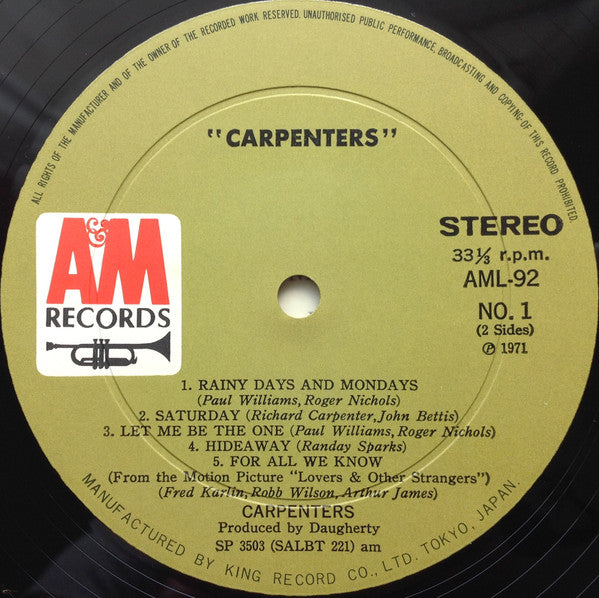 ALL RIGHTS OF THE MANUFACTURER AND OF THE OWNER OF THE RECORDED WORK RESERVED. UNAUTHORISED PUBLIC PERFORMANCE, BROADCASTING AND COPYING OF THIS RECORD PROHIBITED.
"CARPENTERS"
A&M
RECORDS
STEREO
33⅓ r.p.m.
AML-92
NO. 1
(2 Sides)
℗ 1971
1. RAINY DAYS AND MONDAYS
(Paul Williams, Roger Nichols)
2. SATURDAY (Richard Carpenter, John Bettis)
3. LET ME BE THE ONE (Paul Williams, Roger Nichols)
4. HIDEAWAY (Randay Sparks)
5. FOR ALL WE KNOW
(From the Motion Picture "Lovers & Other Strangers")
(Fred Karlin, Robb Wilson, Arthur James)
CARPENTERS
Produced by Daugherty
SP 3503 (SALBT 221) am
MANUFACTURED BY KING RECORD CO., LTD. TOKYO, JAPAN.